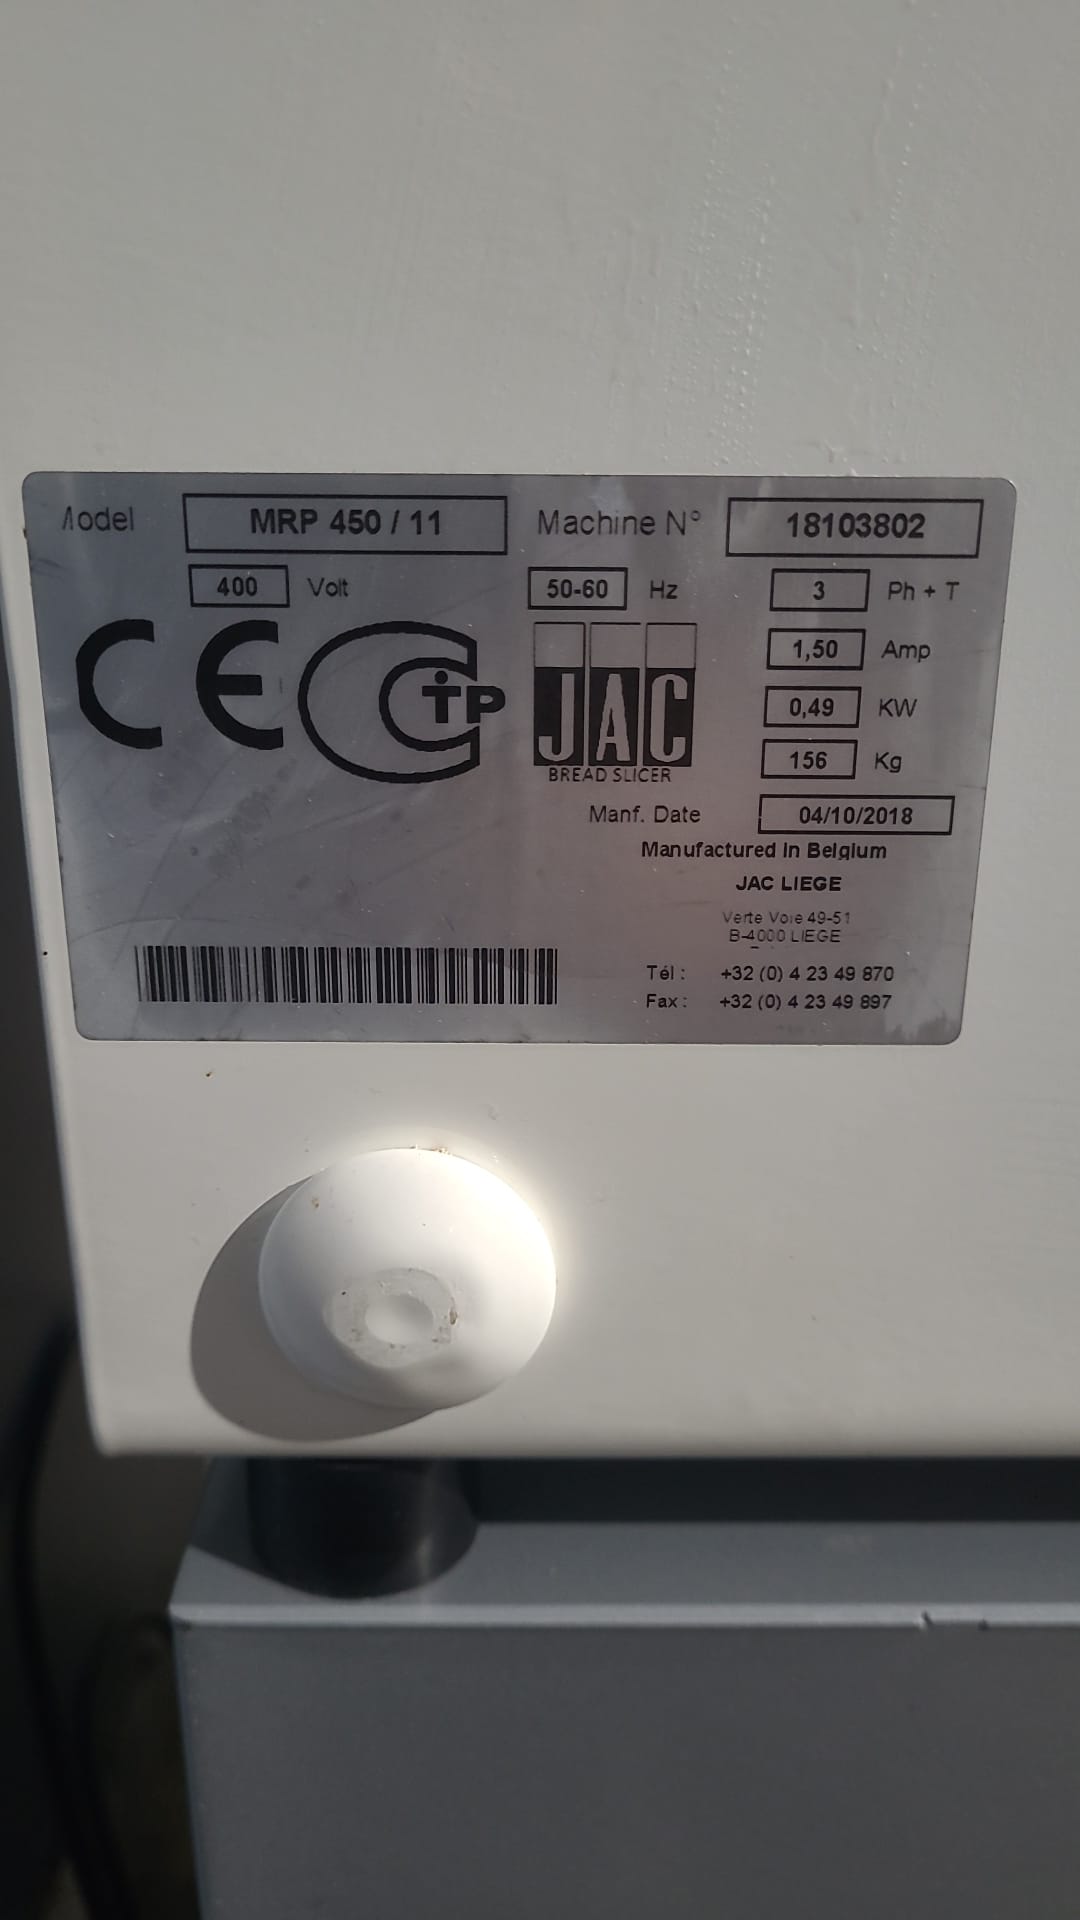 Model MRP 450 / 11 Machine N° 18103802
400 Volt 50-60 Hz 3 Ph + T
1,50 Amp
0,49 KW
156 Kg
CE
JAC
BREAD SLICER
Manf. Date 04/10/2018
Manufactured In Belgium
JAC LIEGE
Verte Voie 49-51
B-4000 LIEGE
Tél : +32 (0) 4 23 49 870
Fax : +32 (0) 4 23 49 897